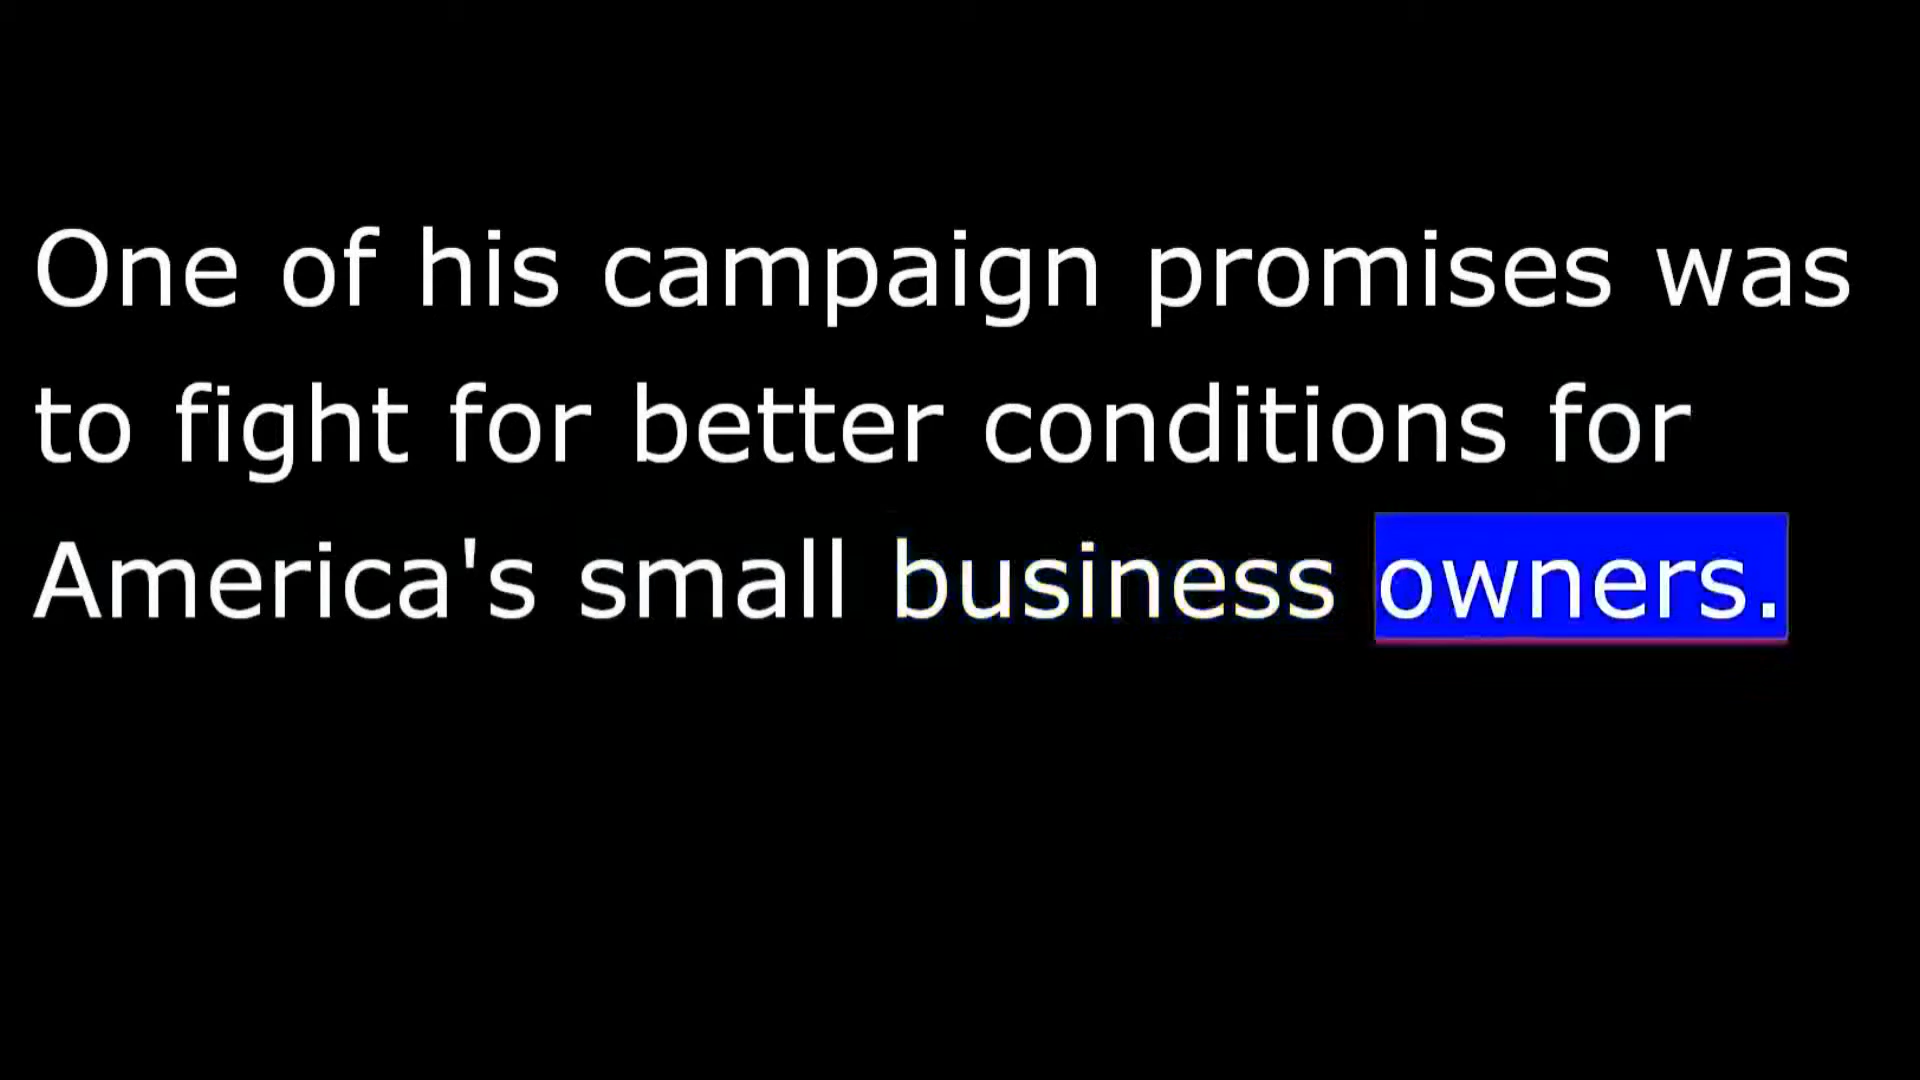 One of his campaign promises was
to fight for better conditions for
America's small business owners.